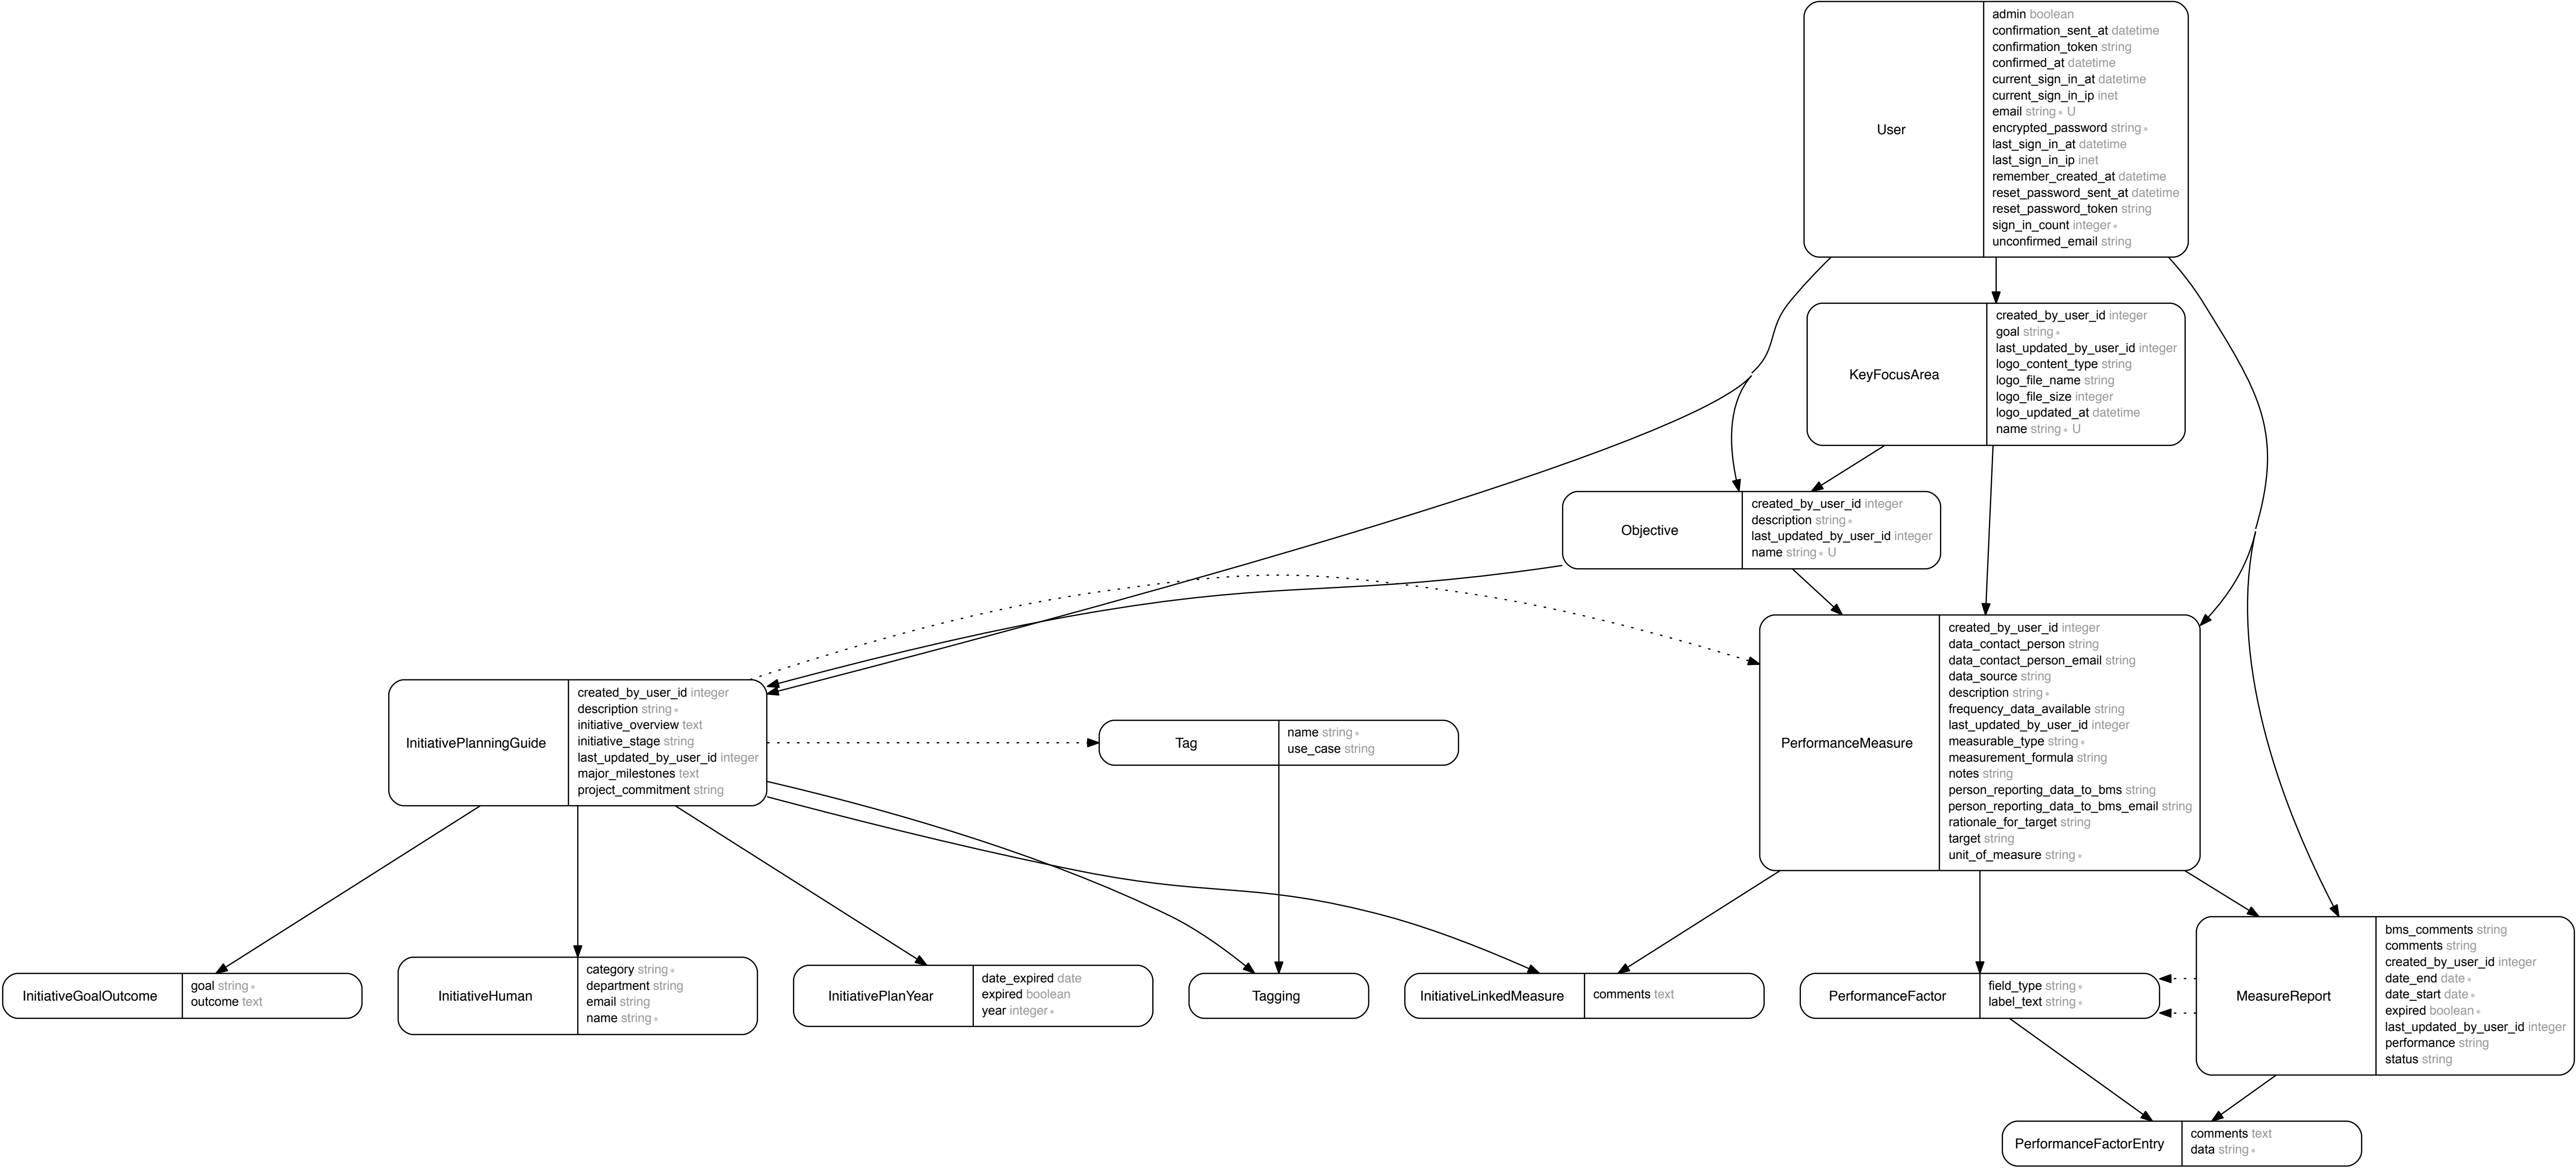 User
admin boolean
confirmation_sent_at datetime
confirmation_token string
confirmed_at datetime
current_sign_in_at datetime
current_sign_in_ip inet
email string * U
encrypted_password string *
last_sign_in_at datetime
last_sign_in_ip inet
remember_created_at datetime
reset_password_sent_at datetime
reset_password_token string
sign_in_count integer *
unconfirmed_email string
KeyFocusArea
created_by_user_id integer
goal string *
last_updated_by_user_id integer
logo_content_type string
logo_file_name string
logo_file_size integer
logo_updated_at datetime
name string * U
Objective
created_by_user_id integer
description string *
last_updated_by_user_id integer
name string * U
InitiativePlanningGuide
created_by_user_id integer
description string *
initiative_overview text
initiative_stage string
last_updated_by_user_id integer
major_milestones text
project_commitment string
Tag
name string *
use_case string
PerformanceMeasure
created_by_user_id integer
data_contact_person string
data_contact_person_email string
data_source string
description string *
frequency_data_available string
last_updated_by_user_id integer
measurable_type string *
measurement_formula string
notes string
person_reporting_data_to_bms string
person_reporting_data_to_bms_email string
rationale_for_target string
target string
unit_of_measure string *
InitiativeGoalOutcome
goal string *
outcome text
InitiativeHuman
category string *
department string
email string
name string *
InitiativePlanYear
date_expired date
expired boolean
year integer *
Tagging
InitiativeLinkedMeasure
comments text
PerformanceFactor
field_type string *
label_text string *
MeasureReport
bms_comments string
comments string
created_by_user_id integer
date_end date *
date_start date *
expired boolean *
last_updated_by_user_id integer
performance string
status string
PerformanceFactorEntry
comments text
data string *